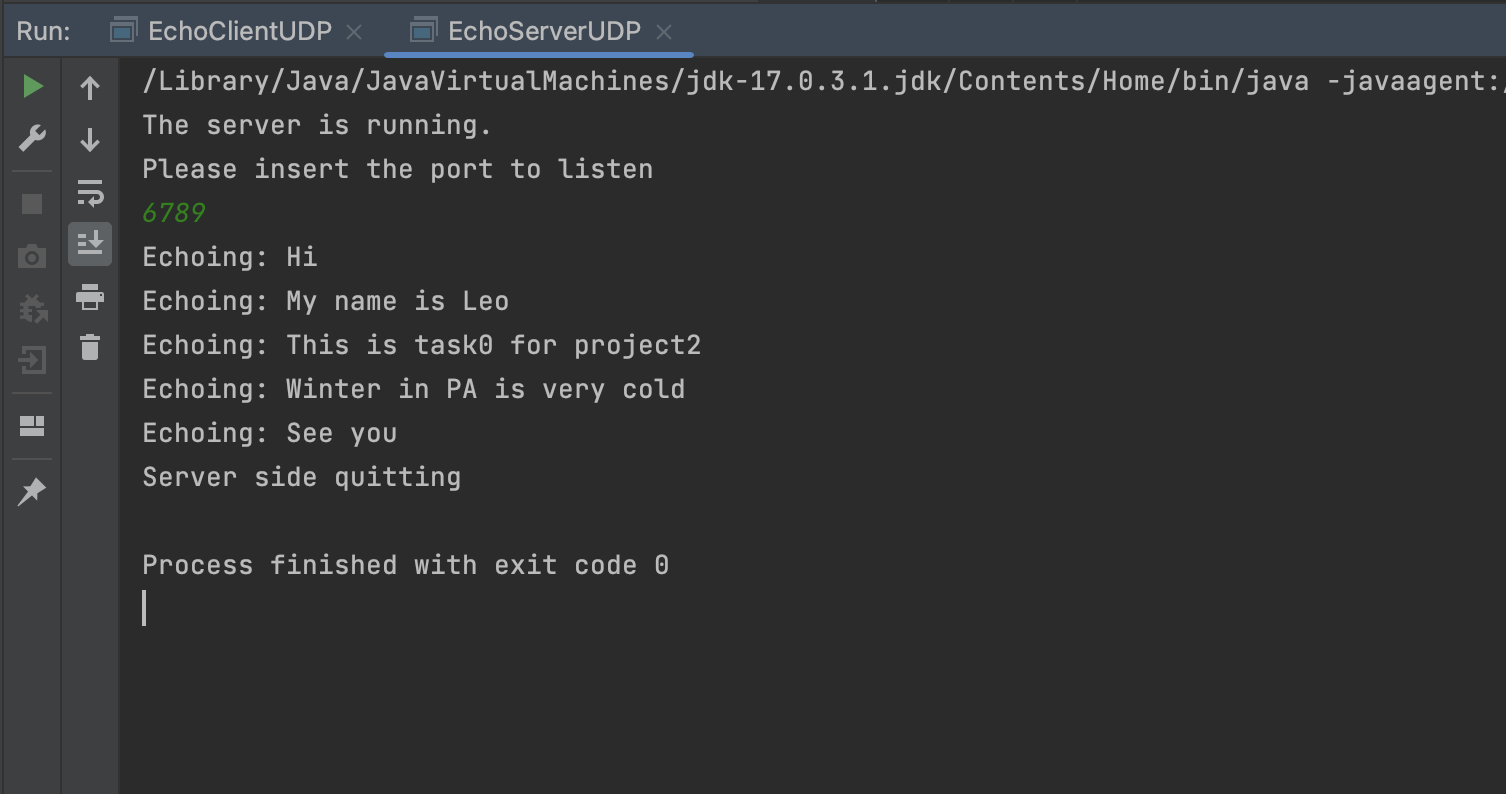 Run: EchoClientUDP EchoServerUDP
/Library/Java/JavaVirtualMachines/jdk-17.0.3.1.jdk/Contents/Home/bin/java -javaagent:/
The server is running.
Please insert the port to listen
6789
Echoing: Hi
Echoing: My name is Leo
Echoing: This is task0 for project2
Echoing: Winter in PA is very cold
Echoing: See you
Server side quitting
Process finished with exit code 0